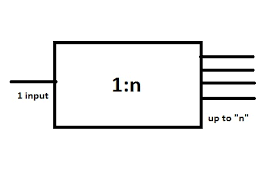 1:n
1 input
up to "n"